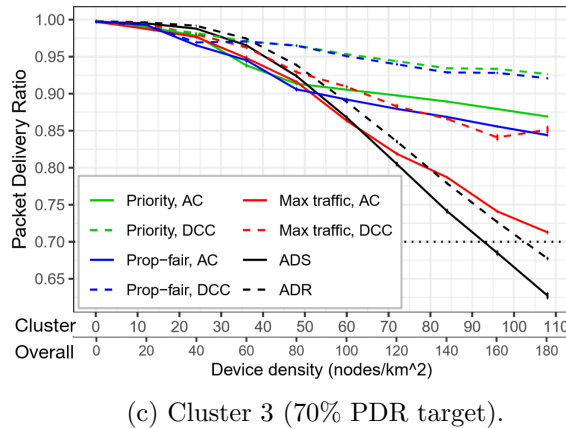 1.00
0.95
0.90
0.85
0.80
0.75
0.70
0.65
Packet Delivery Ratio
Priority, AC
Priority, DCC
Prop-fair, AC
Prop-fair, DCC
Max traffic, AC
Max traffic, DCC
ADS
ADR
Cluster 0 10 20 30 40 50 60 70 80 90 100 110
Overall 0 20 40 60 80 100 120 140 160 180
Device density (nodes/km^2)
(c) Cluster 3 (70% PDR target).